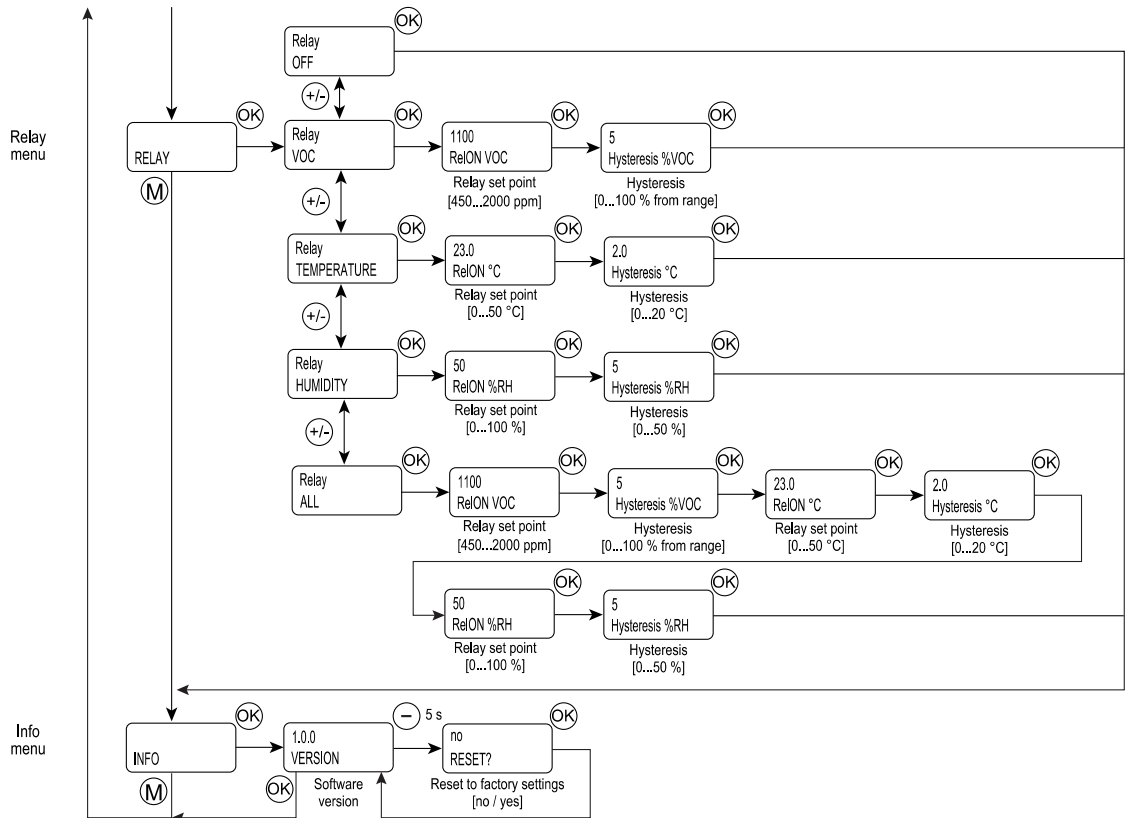 OK
Relay
OFF
+/-
Relay
menu
OK
OK
OK
OK
RELAY
Relay
VOC
1100
RelON VOC
5
Hysteresis %VOC
M
Relay set point
[450...2000 ppm]
Hysteresis
[0...100 % from range]
+/-
OK
OK
OK
Relay
TEMPERATURE
23.0
RelON °C
2.0
Hysteresis °C
Relay set point
[0...50 °C]
Hysteresis
[0...20 °C]
+/-
OK
OK
OK
Relay
HUMIDITY
50
RelON %RH
5
Hysteresis %RH
Relay set point
[0...100 %]
Hysteresis
[0...50 %]
+/-
OK
OK
OK
OK
OK
Relay
ALL
1100
RelON VOC
5
Hysteresis %VOC
23.0
RelON °C
2.0
Hysteresis °C
Relay set point
[450...2000 ppm]
Hysteresis
[0...100 % from range]
Relay set point
[0...50 °C]
Hysteresis
[0...20 °C]
OK
OK
50
RelON %RH
5
Hysteresis %RH
Relay set point
[0...100 %]
Hysteresis
[0...50 %]
Info
menu
OK
− 5 s
OK
INFO
1.0.0
VERSION
no
RESET?
M
OK
Software
version
Reset to factory settings
[no / yes]